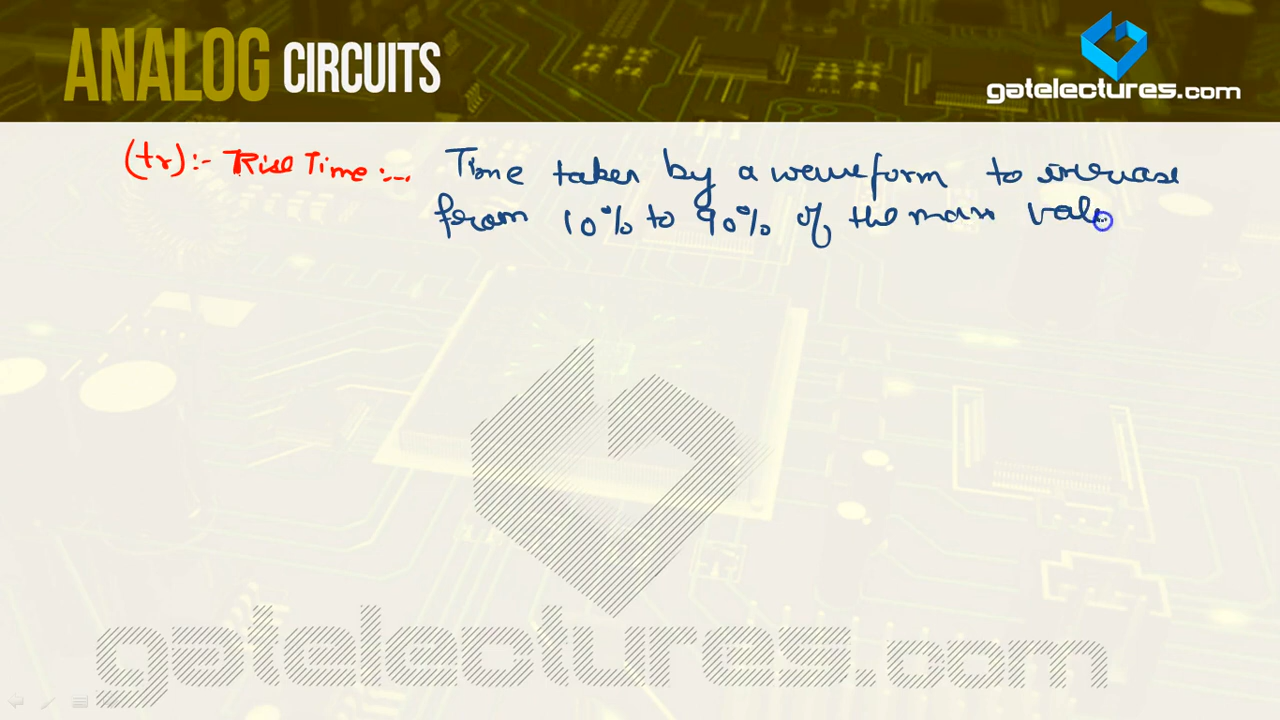 ANALOG CIRCUITS
gatelectures.com
(tr):- Rise Time :-- Time taken by a waveform to increase
from 10% to 90% of the max valu
gatelectures.com